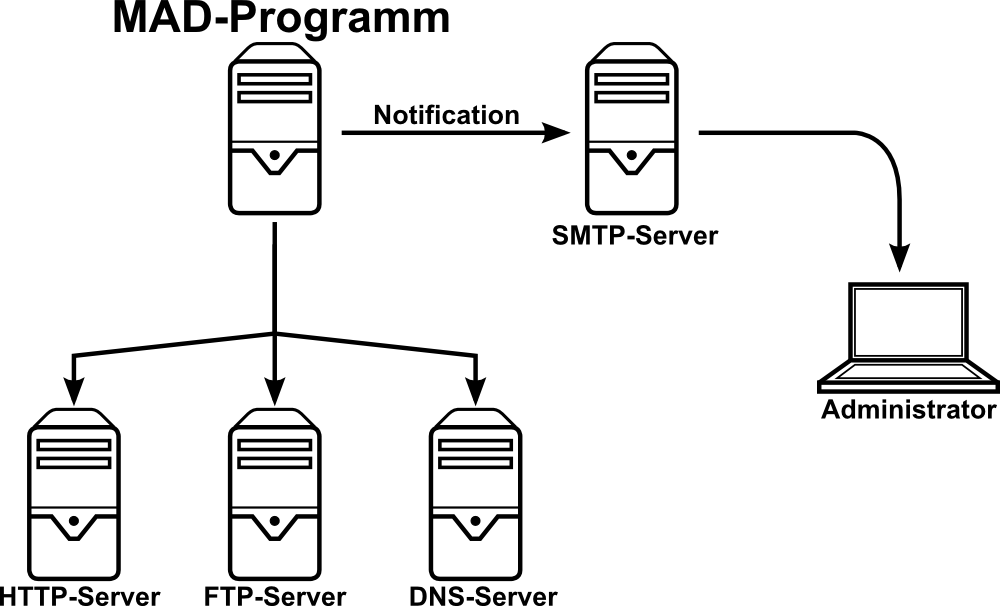 MAD-Programm
Notification
SMTP-Server
Administrator
HTTP-Server
FTP-Server
DNS-Server